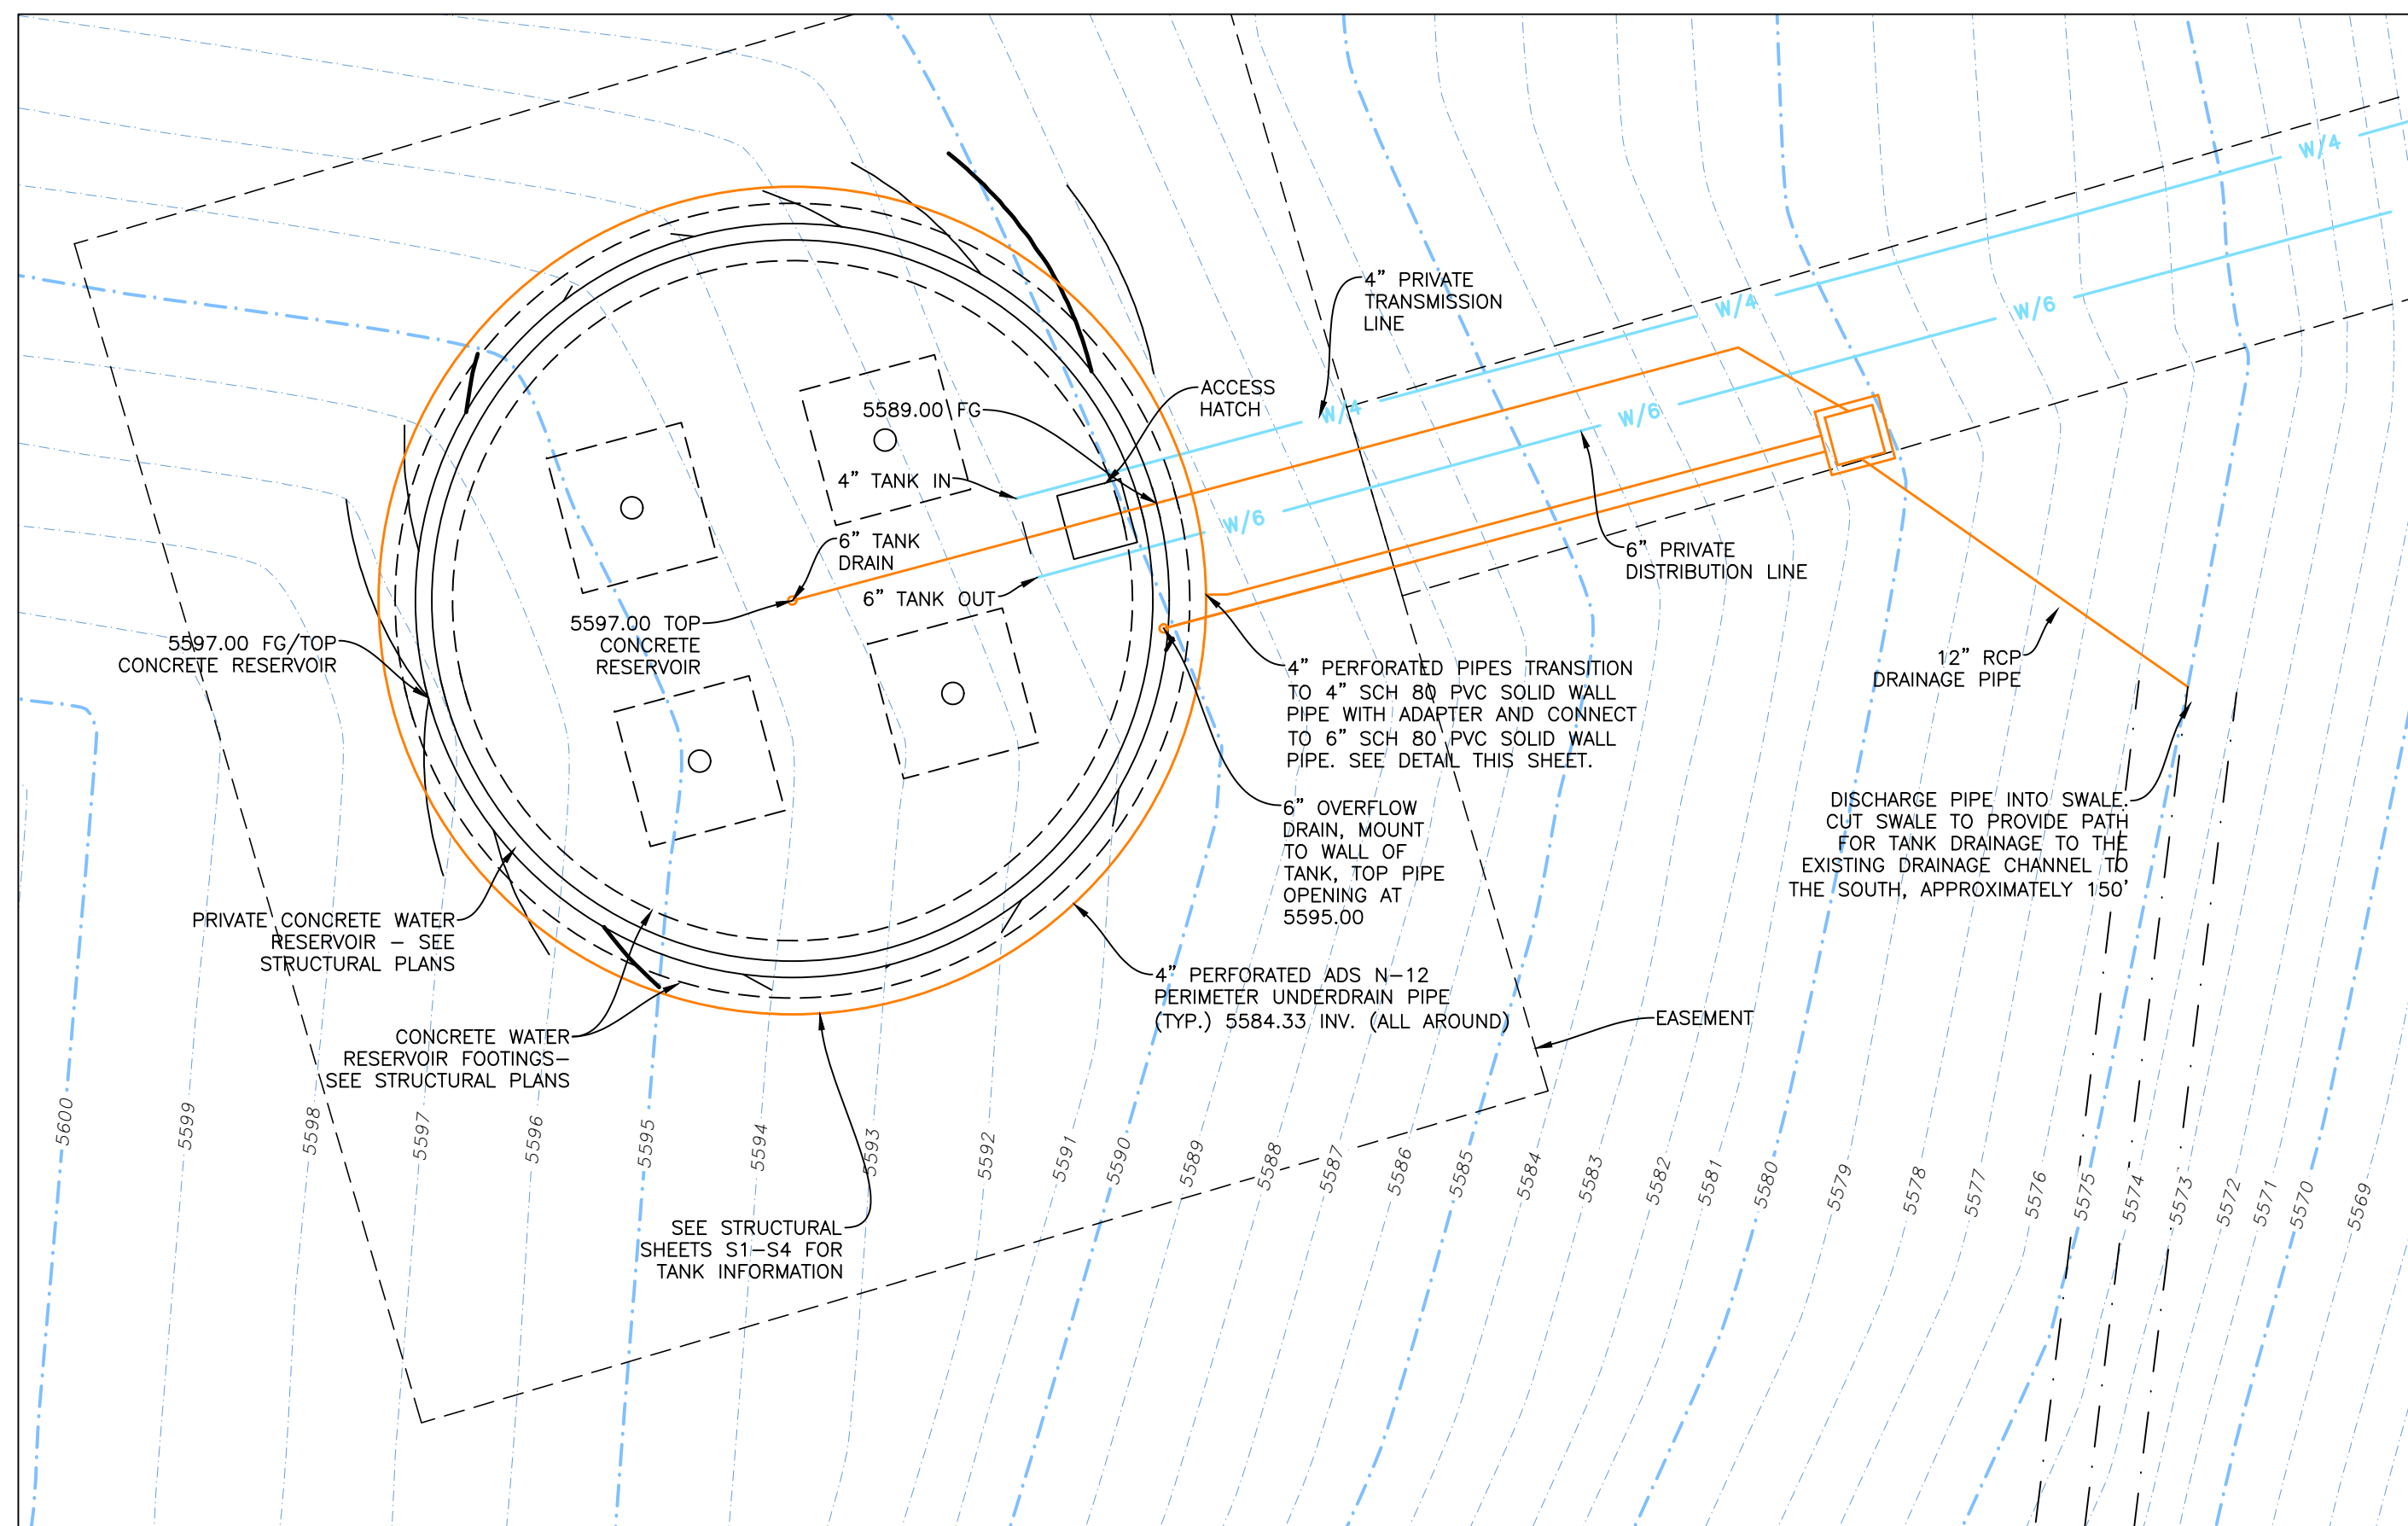 W/4
4” PRIVATE
TRANSMISSION
LINE
W/4
W/6
ACCESS
HATCH
5589.00 FG
W/4
W/6
4” TANK IN
W/6
6” TANK
DRAIN
6” PRIVATE
DISTRIBUTION LINE
6” TANK OUT
5597.00 TOP
CONCRETE
RESERVOIR
5597.00 FG/TOP
CONCRETE RESERVOIR
12” RCP
DRAINAGE PIPE
4” PERFORATED PIPES TRANSITION
TO 4” SCH 80 PVC SOLID WALL
PIPE WITH ADAPTER AND CONNECT
TO 6” SCH 80 PVC SOLID WALL
PIPE. SEE DETAIL THIS SHEET.
6” OVERFLOW
DRAIN, MOUNT
TO WALL OF
TANK, TOP PIPE
OPENING AT
5595.00
DISCHARGE PIPE INTO SWALE.
CUT SWALE TO PROVIDE PATH
FOR TANK DRAINAGE TO THE
EXISTING DRAINAGE CHANNEL TO
THE SOUTH, APPROXIMATELY 150’
PRIVATE CONCRETE WATER
RESERVOIR – SEE
STRUCTURAL PLANS
4” PERFORATED ADS N–12
PERIMETER UNDERDRAIN PIPE
(TYP.) 5584.33 INV. (ALL AROUND)
EASEMENT
CONCRETE WATER
RESERVOIR FOOTINGS–
SEE STRUCTURAL PLANS
SEE STRUCTURAL
SHEETS S1–S4 FOR
TANK INFORMATION
5600
5599
5598
5597
5596
5595
5594
5593
5592
5591
5590
5589
5588
5587
5586
5585
5584
5583
5582
5581
5580
5579
5578
5577
5576
5575
5574
5573
5572
5571
5570
5569